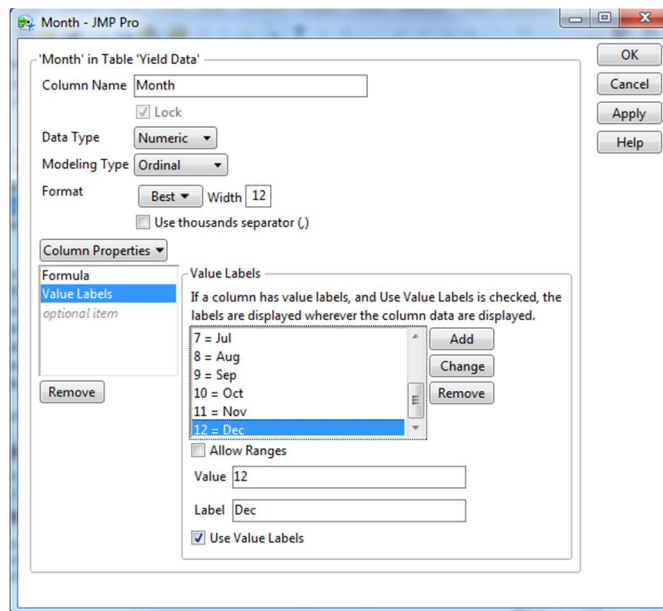 Month - JMP Pro
'Month' in Table 'Yield Data'
OK
Column Name Month
Cancel
Lock
Apply
Data Type Numeric
Help
Modeling Type Ordinal
Format Best Width 12
Use thousands separator (,)
Column Properties
Formula
Value Labels
optional item
Remove
Value Labels
If a column has value labels, and Use Value Labels is checked, the
labels are displayed wherever the column data are displayed.
7 = Jul
8 = Aug
9 = Sep
10 = Oct
11 = Nov
12 = Dec
Add
Change
Remove
Allow Ranges
Value 12
Label Dec
Use Value Labels